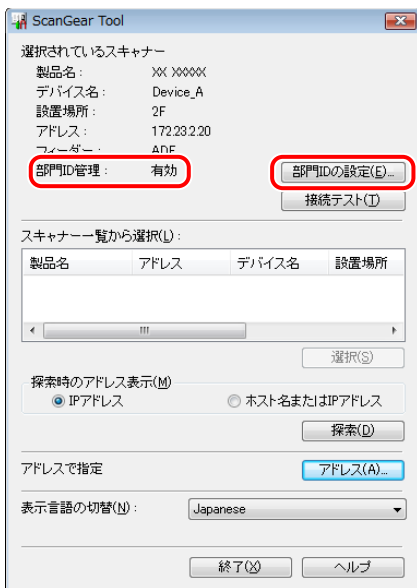 ScanGear Tool
選択されているスキャナー
製品名： XX XXXXX
デバイス名： Device_A
設置場所： 2F
アドレス： 172.23.2.20
フィーダー： ADF
部門ID管理： 有効
部門IDの設定(E)...
接続テスト(T)
スキャナー一覧から選択(L)：
製品名 アドレス デバイス名 設置場所
選択(S)
探索時のアドレス表示(M)
IPアドレス ホスト名またはIPアドレス
探索(D)
アドレスで指定 アドレス(A)...
表示言語の切替(N)： Japanese
終了(X) ヘルプ